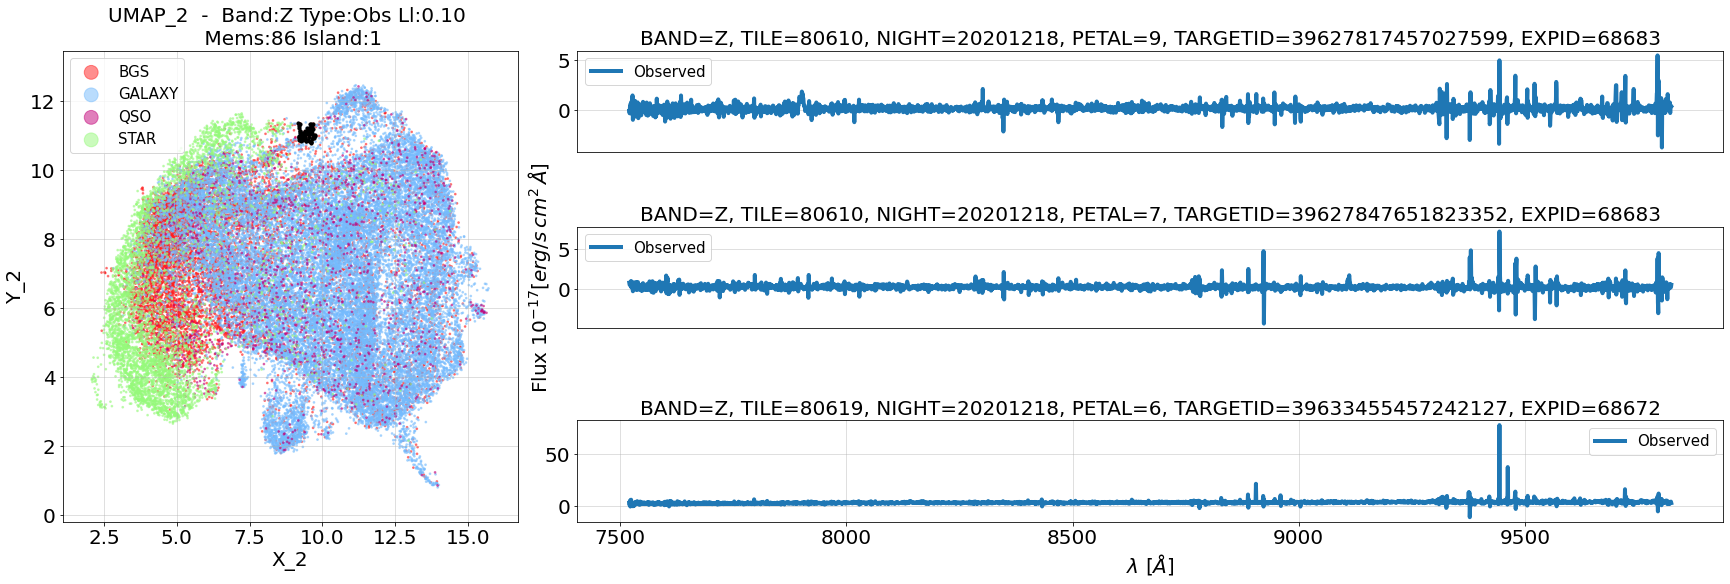 UMAP_2  -  Band:Z Type:Obs Ll:0.10
Mems:86 Island:1
BGS
GALAXY
QSO
STAR
12
10
8
6
4
2
0
Y_2
2.5 5.0 7.5 10.0 12.5 15.0
X_2
Flux 10⁻¹⁷[erg/s cm² Å]
BAND=Z, TILE=80610, NIGHT=20201218, PETAL=9, TARGETID=39627817457027599, EXPID=68683
Observed
5
0
BAND=Z, TILE=80610, NIGHT=20201218, PETAL=7, TARGETID=39627847651823352, EXPID=68683
Observed
5
0
BAND=Z, TILE=80619, NIGHT=20201218, PETAL=6, TARGETID=39633455457242127, EXPID=68672
Observed
50
0
7500 8000 8500 9000 9500
λ [Å]